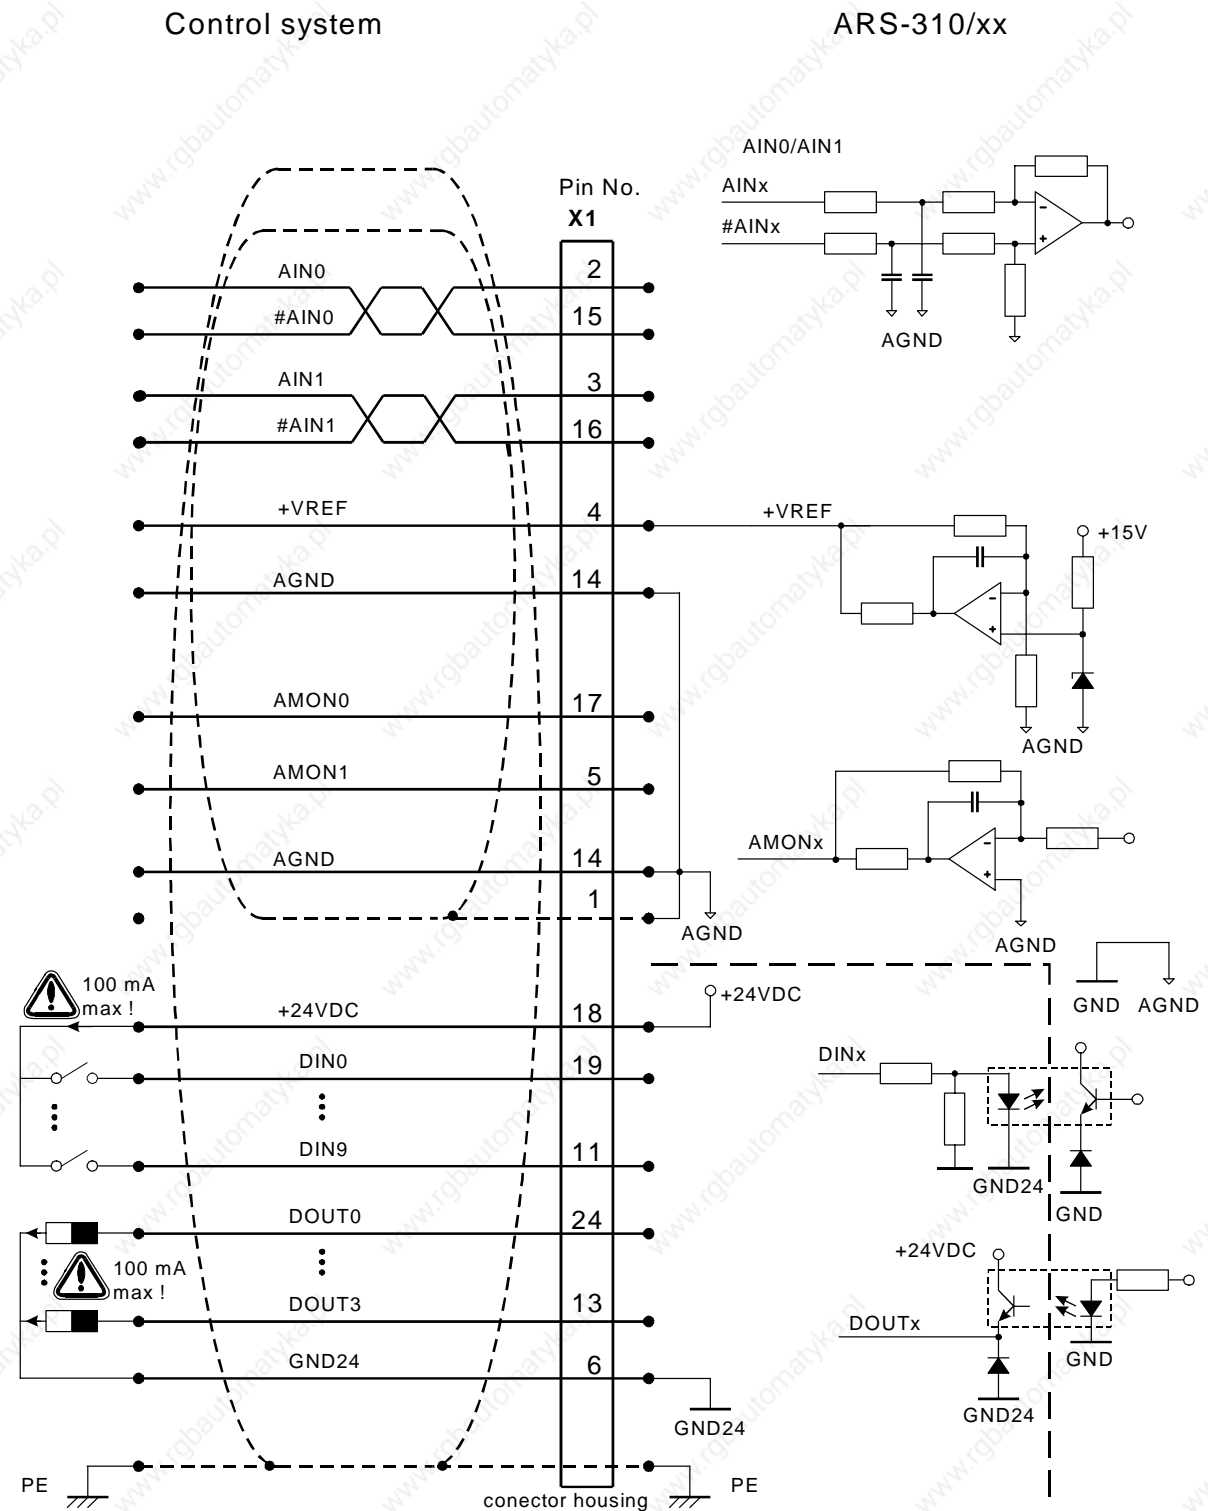 Control system
ARS-310/xx
Pin No.
X1
AIN0 2
#AIN0 15
AIN1 3
#AIN1 16
+VREF 4
AGND 14
AMON0 17
AMON1 5
AGND 14
1
AGND
100 mA
max !
+24VDC 18
+24VDC
DIN0 19
DIN9 11
DOUT0 24
100 mA
max !
DOUT3 13
GND24 6
GND24
PE
PE
conector housing
AIN0/AIN1
AINx
#AINx
-
+
AGND
+VREF
+15V
-
+
AGND
AMONx
-
+
AGND
GND AGND
DINx
GND24
GND
+24VDC
DOUTx
GND
GND24
www.rgbautomatyka.pl